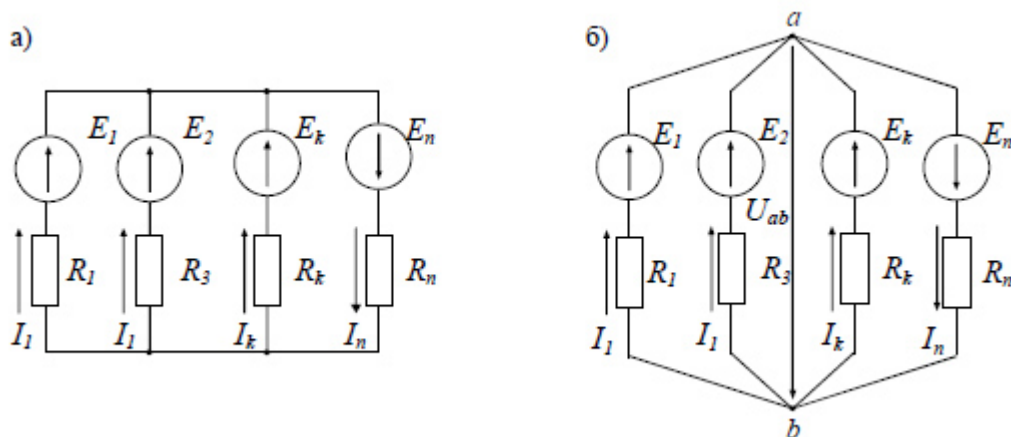 а)
E₁ E₂ Eₖ Eₙ
R₁ R₃ Rₖ Rₙ
I₁ I₁ Iₖ Iₙ
б)
a
E₁ E₂ Eₖ Eₙ
U_ab
R₁ R₃ Rₖ Rₙ
I₁ I₁ Iₖ Iₙ
b